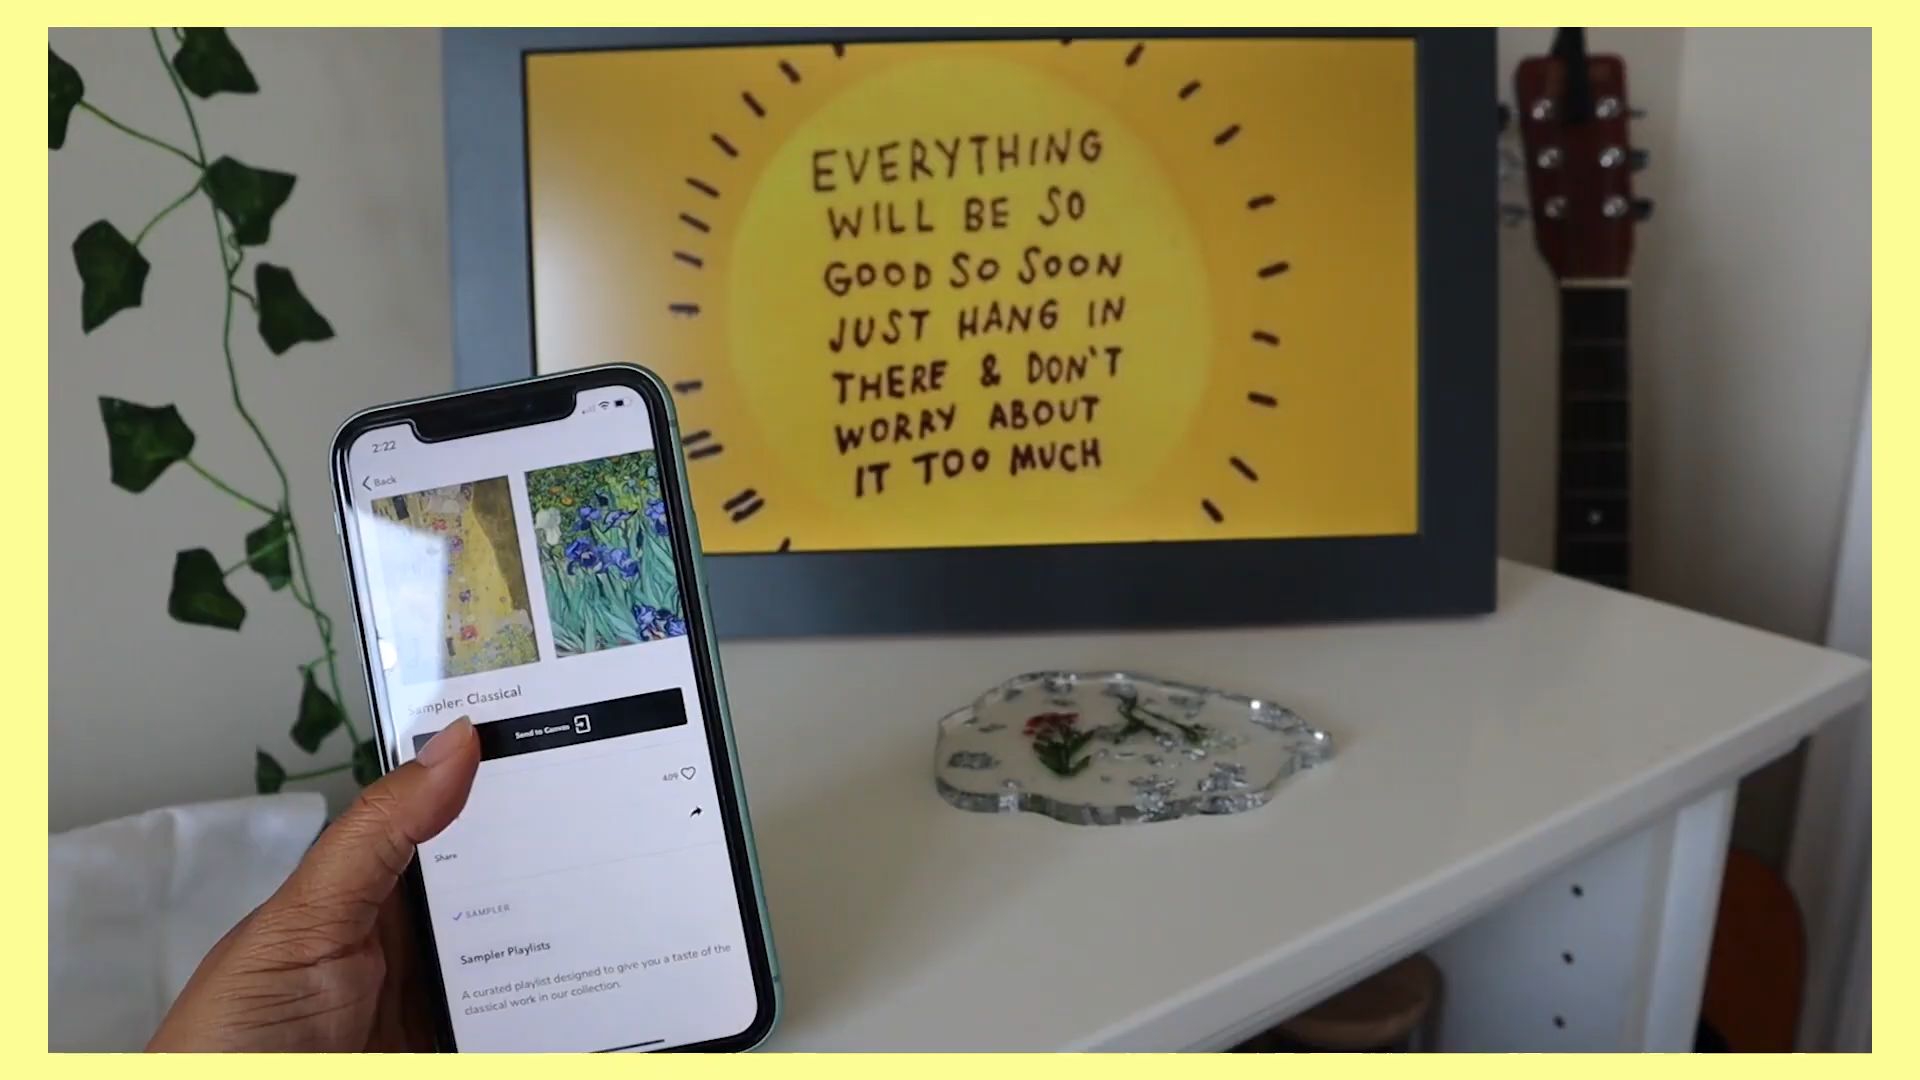 EVERYTHING
WILL BE SO
GOOD SO SOON
JUST HANG IN
THERE & DON'T
WORRY ABOUT
IT TOO MUCH
2:22
Back
Sampler: Classical
Send to Canvas
409
Share
SAMPLER
Sampler Playlists
A curated playlist designed to give you a taste of the
classical work in our collection.